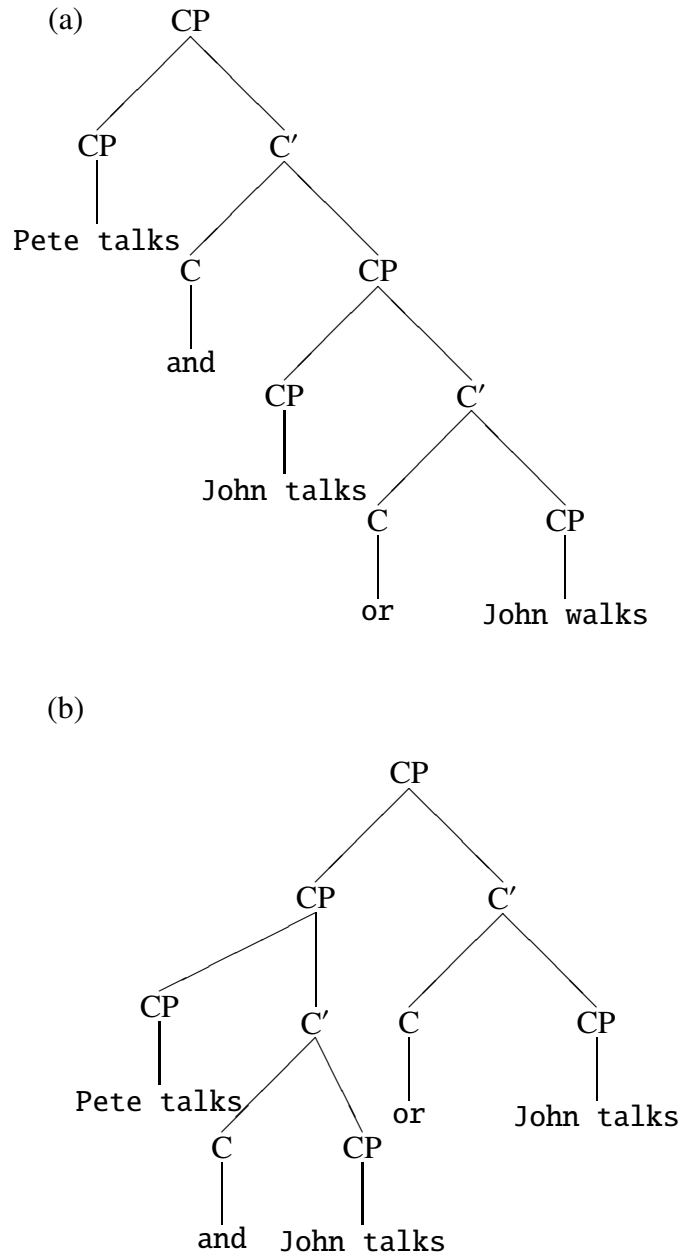 (a)
CP
CP C′
Pete talks
C CP
and
CP C′
John talks
C CP
or John walks
(b)
CP
CP C′
CP C′ C CP
Pete talks or John talks
C CP
and John talks